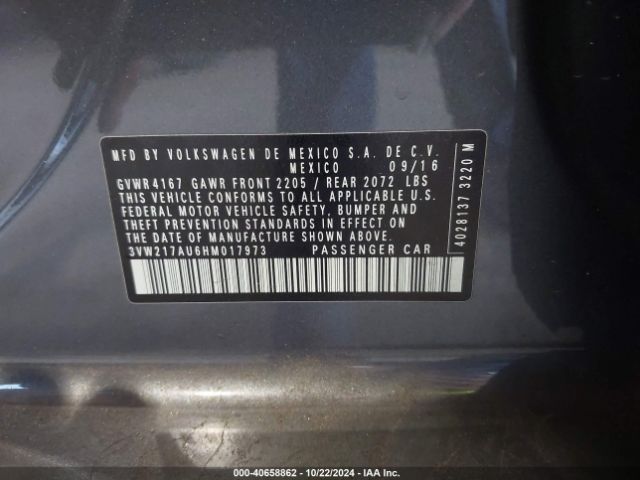 MFD BY VOLKSWAGEN DE MEXICO S.A. DE C.V.
MEXICO 09/16
GVWR 4167 GAWR FRONT 2205 / REAR 2072 LBS
THIS VEHICLE CONFORMS TO ALL APPLICABLE U.S.
FEDERAL MOTOR VEHICLE SAFETY, BUMPER AND
THEFT PREVENTION STANDARDS IN EFFECT ON
THE DATE OF MANUFACTURE SHOWN ABOVE.
3VW217AU6HM017973 PASSENGER CAR
4028137 3220 M
000-40658862 - 10/22/2024 - IAA Inc.